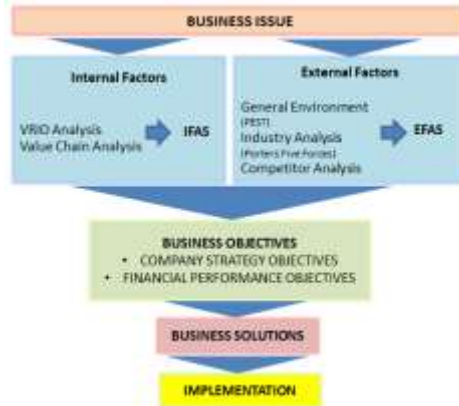 BUSINESS ISSUE
Internal Factors
VRIO Analysis
Value Chain Analysis
IFAS
External Factors
General Environment
(PEST)
Industry Analysis
(Porters Five Forces)
Competitor Analysis
EFAS
BUSINESS OBJECTIVES
• COMPANY STRATEGY OBJECTIVES
• FINANCIAL PERFORMANCE OBJECTIVES
BUSINESS SOLUTIONS
IMPLEMENTATION